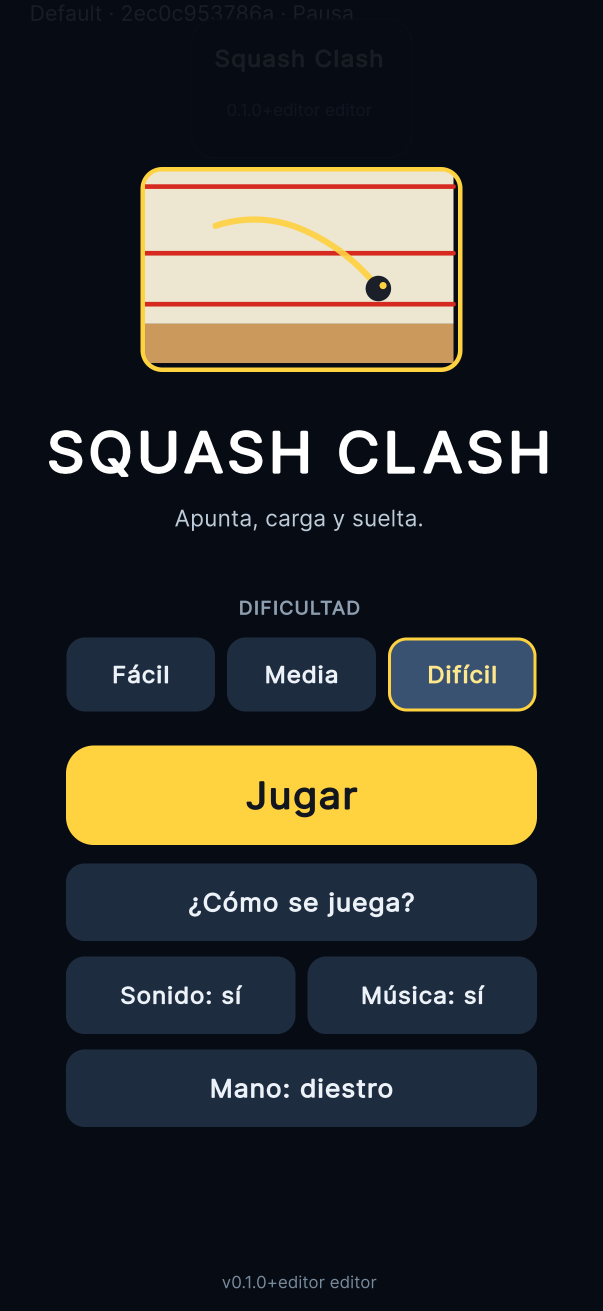 Default · 2ec0c953786a · Pausa
Squash Clash
0.1.0+editor editor
SQUASH CLASH
Apunta, carga y suelta.
DIFICULTAD
Fácil Media Difícil
Jugar
¿Cómo se juega?
Sonido: sí Música: sí
Mano: diestro
v0.1.0+editor editor